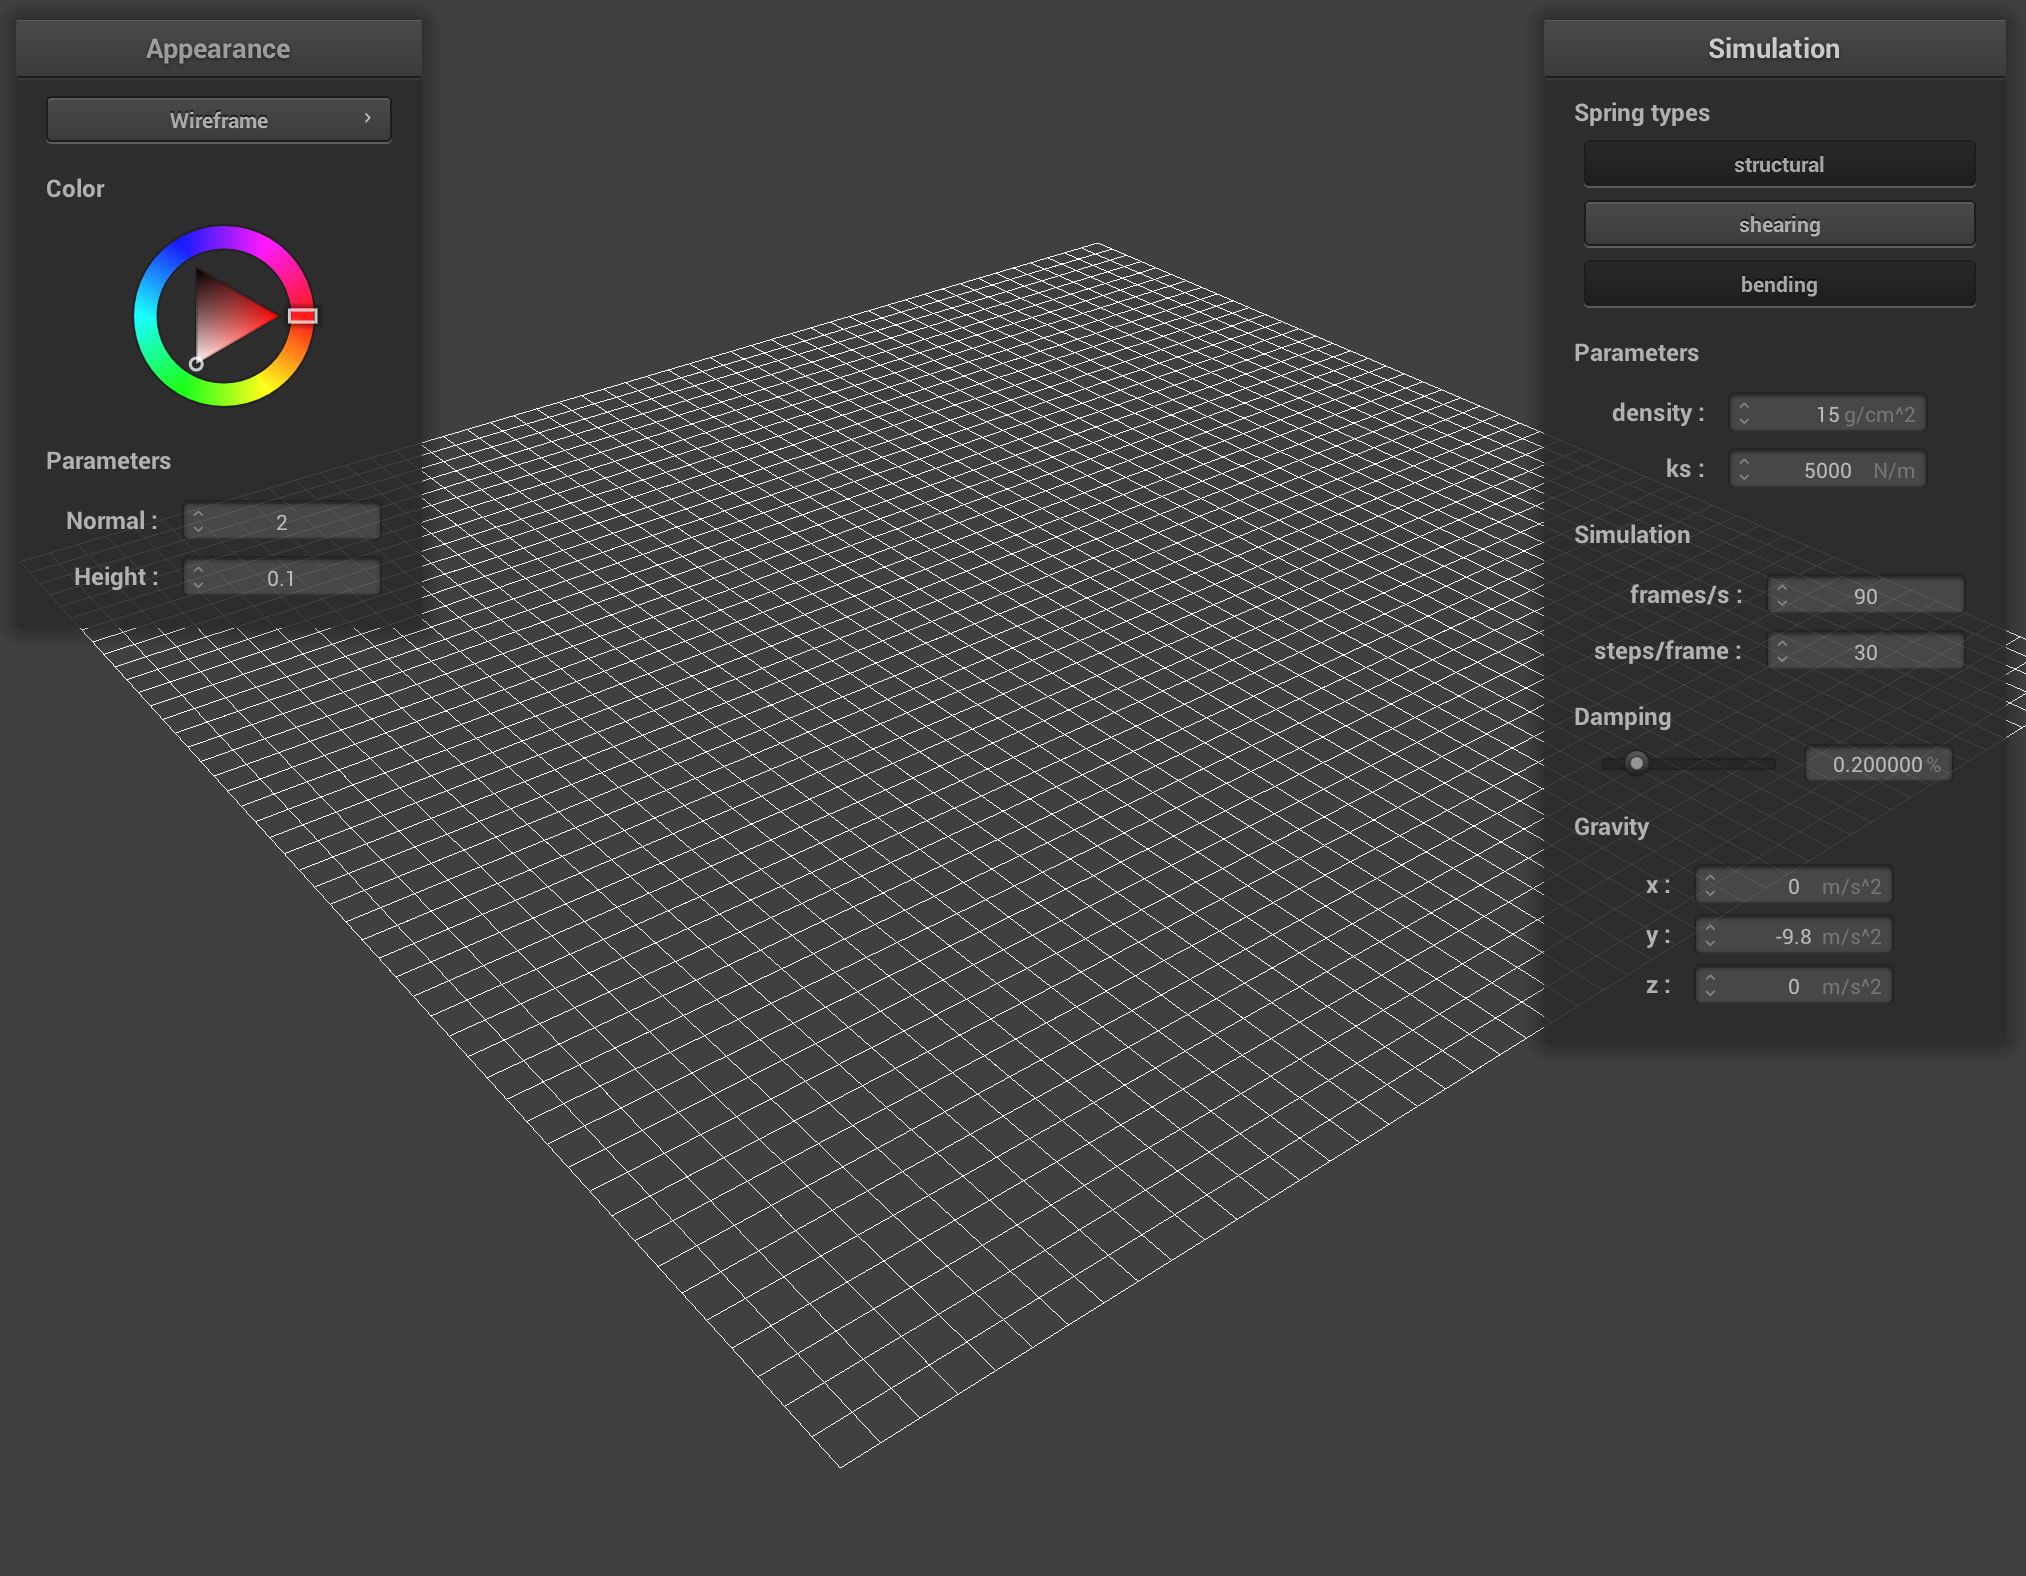 Appearance
Wireframe
Color
Parameters
Normal : 2
Height : 0.1
Simulation
Spring types
structural
shearing
bending
Parameters
density : 15 g/cm^2
ks : 5000 N/m
Simulation
frames/s : 90
steps/frame : 30
Damping
0.200000 %
Gravity
x : 0 m/s^2
y : -9.8 m/s^2
z : 0 m/s^2